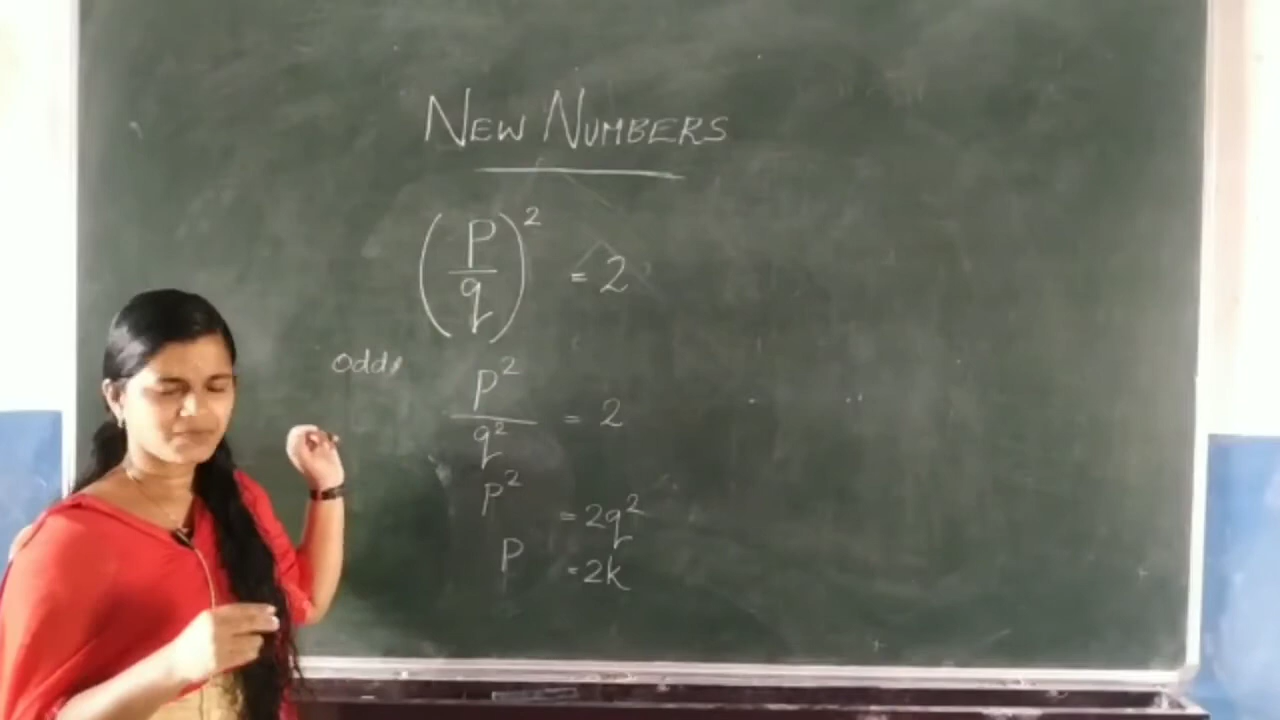 NEW NUMBERS
(p/q)² = 2
Odd
p²/q² = 2
p² = 2q²
p = 2k